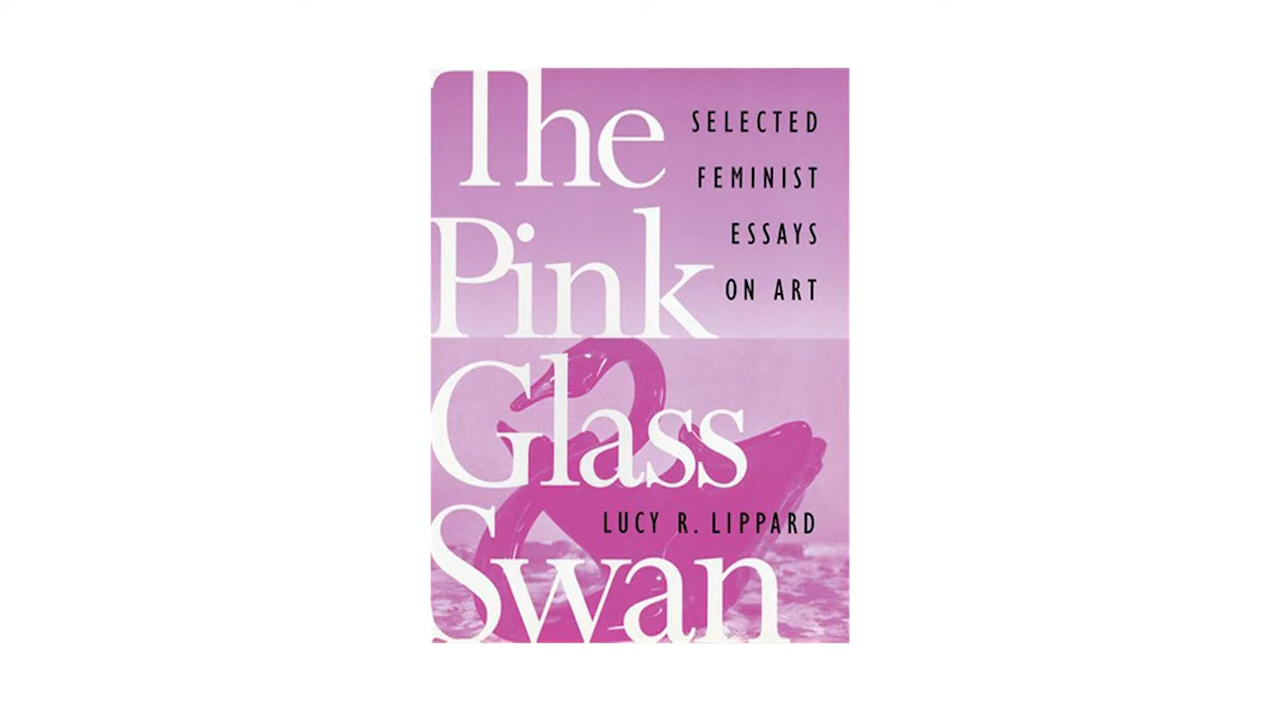 The
Pink
Glass
Swan
SELECTED
FEMINIST
ESSAYS
ON ART
LUCY R. LIPPARD